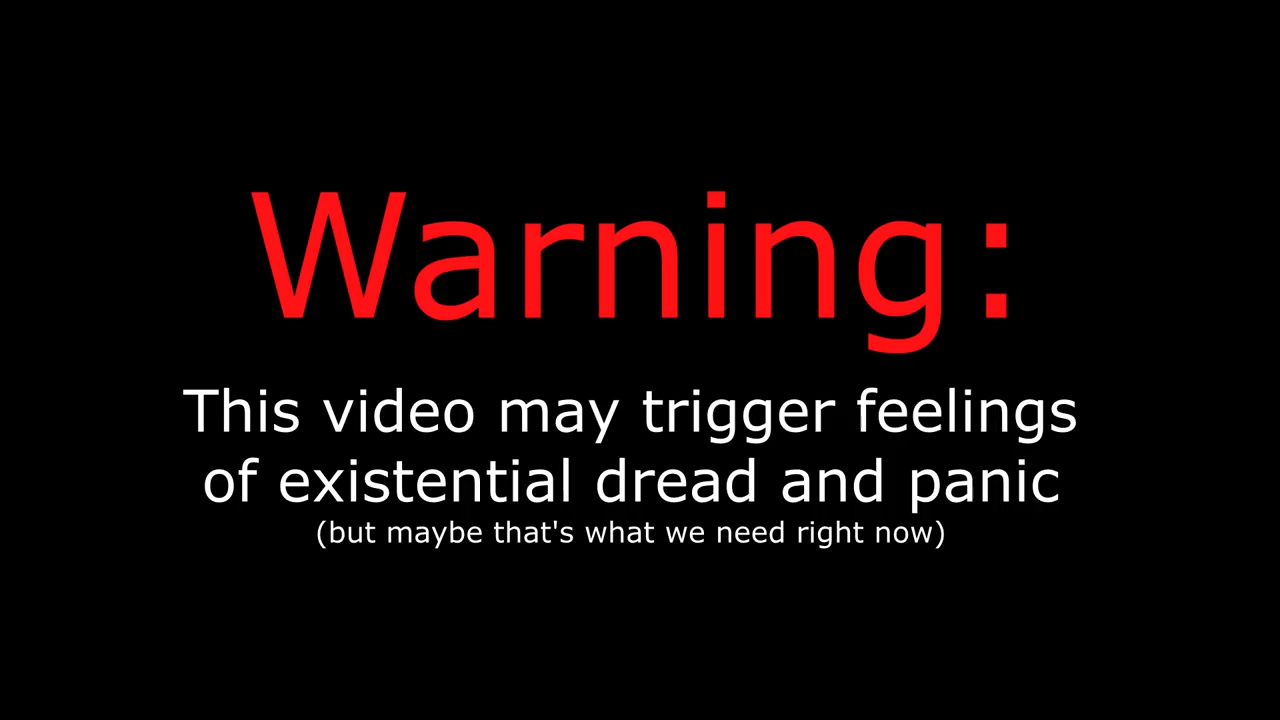 Warning:
This video may trigger feelings
of existential dread and panic
(but maybe that's what we need right now)